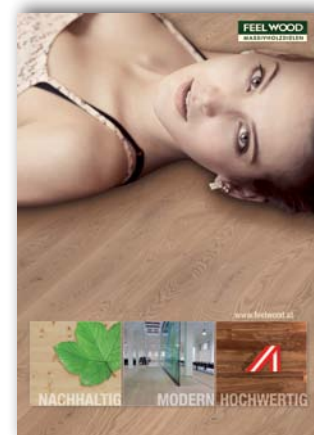 FEEL WOOD
MASSIVHOLZDIELEN
www.feelwood.at
NACHHALTIG
MODERN
HOCHWERTIG